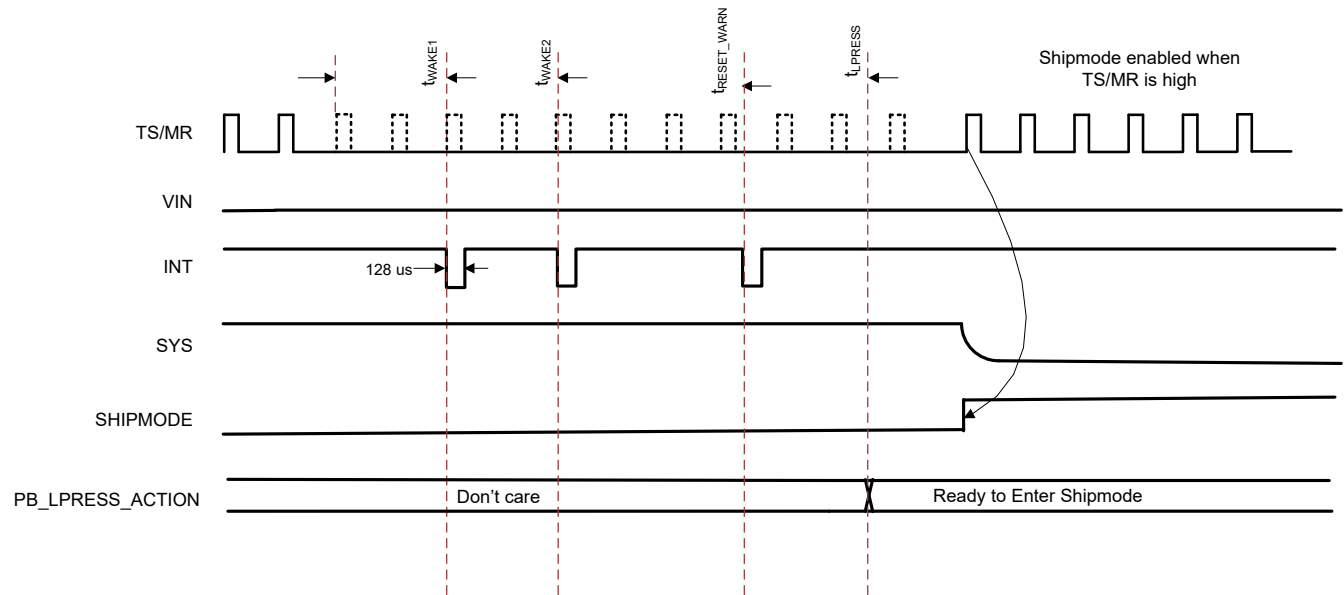 tWAKE1
tWAKE2
tRESET_WARN
tLPRESS
Shipmode enabled when
TS/MR is high
TS/MR
VIN
INT
128 us
SYS
SHIPMODE
PB_LPRESS_ACTION
Don't care
Ready to Enter Shipmode